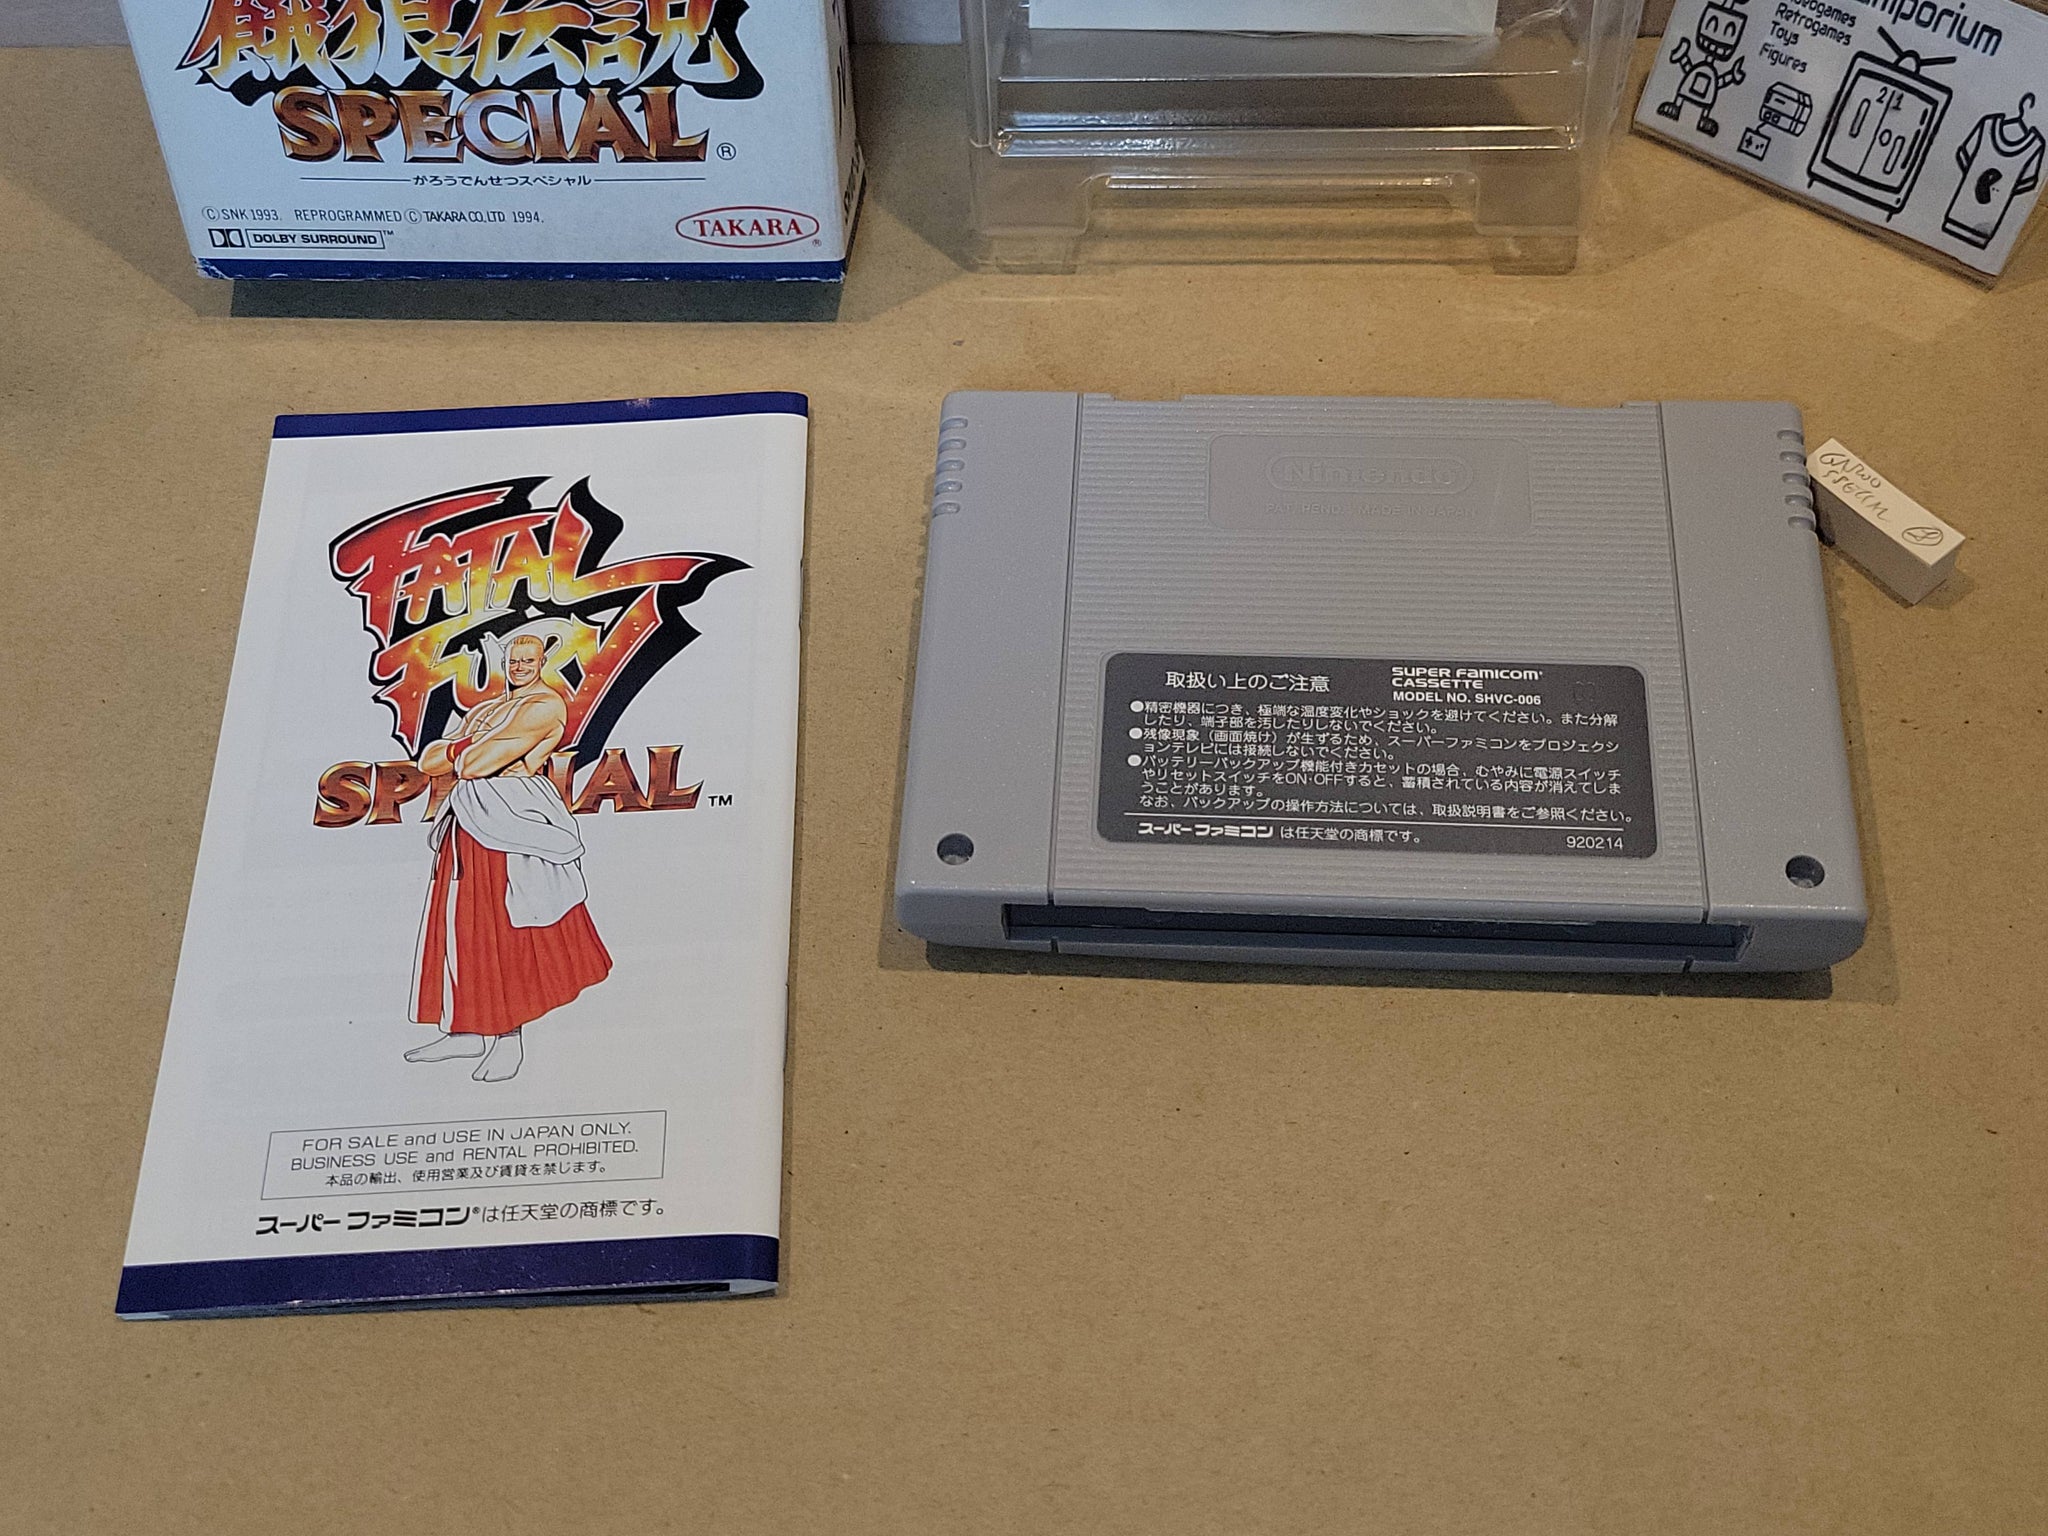 餓狼伝説
SPECIAL®
がろうでんせつスペシャル
©SNK 1993. REPROGRAMMED ©TAKARA CO.,LTD. 1994.
DOLBY SURROUND™
TAKARA®
mporium
Retrogames
Toys
Figures
2 1
FATAL
FURY
SPECIAL™
FOR SALE and USE IN JAPAN ONLY.
BUSINESS USE and RENTAL PROHIBITED.
本品の輸出、使用営業及び賃貸を禁じます。
スーパーファミコン®は任天堂の商標です。
Nintendo
PAT. PEND. MADE IN JAPAN
取扱い上のご注意
SUPER FAMICOM®
CASSETTE
MODEL NO. SHVC-006
●精密機器につき、極端な温度変化やショックを避けてください。また分解
したり、端子部を汚したりしないでください。
●残像現象（画面焼け）が生ずるため、スーパーファミコンをプロジェクシ
ョンテレビには接続しないでください。
●バッテリーバックアップ機能付きカセットの場合、むやみに電源スイッチ
やリセットスイッチをON・OFFすると、蓄積されている内容が消えてしま
うことがあります。
なお、バックアップの操作方法については、取扱説明書をご参照ください。
スーパーファミコンは任天堂の商標です。
920214
GAROO
SPECIAL